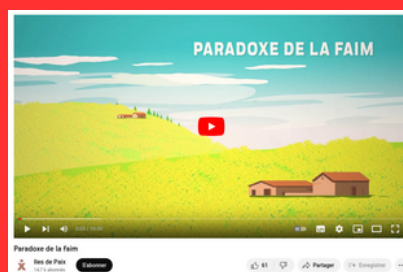 PARADOXE DE LA FAIM
Paradoxe de la faim
Iles de Paix
S'abonner
61
Partager
Enregistrer